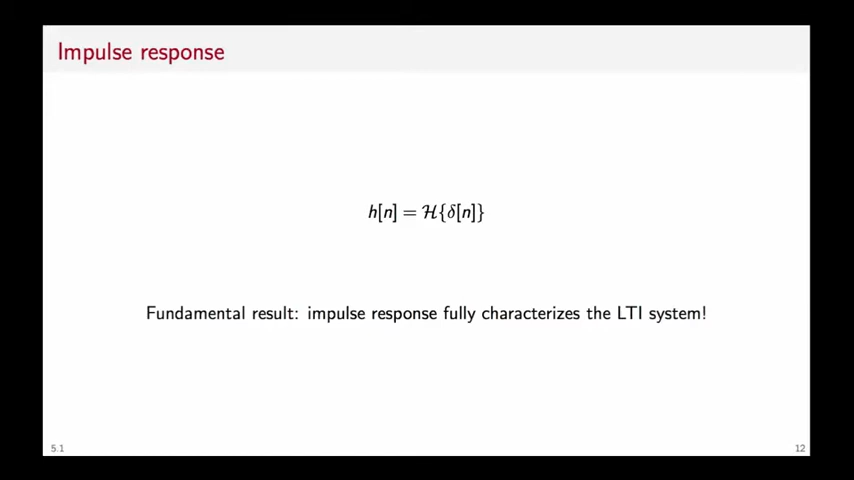 Impulse response
h[n] = ℋ{δ[n]}
Fundamental result: impulse response fully characterizes the LTI system!
5.1
12